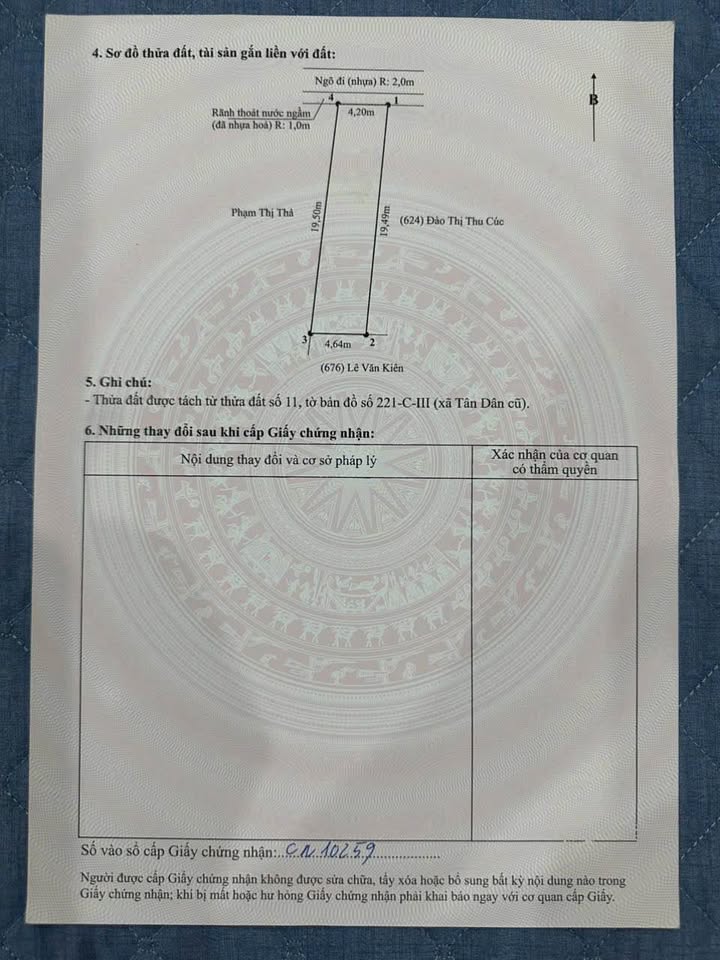 4. Sơ đồ thửa đất, tài sản gắn liền với đất:
Ngõ đi (nhựa) R: 2,0m
B
4
1
Rãnh thoát nước ngầm
(đã nhựa hoá) R: 1,0m
4,20m
Phạm Thị Thả
19,50m
19,49m
(624) Đào Thị Thu Cúc
3
4,64m
2
(676) Lê Văn Kiên
5. Ghi chú:
- Thửa đất được tách từ thửa đất số 11, tờ bản đồ số 221-C-III (xã Tân Dân cũ).
6. Những thay đổi sau khi cấp Giấy chứng nhận:
Nội dung thay đổi và cơ sở pháp lý
Xác nhận của cơ quan
có thẩm quyền
Số vào sổ cấp Giấy chứng nhận:..CN 10259
Người được cấp Giấy chứng nhận không được sửa chữa, tẩy xóa hoặc bổ sung bất kỳ nội dung nào trong
Giấy chứng nhận; khi bị mất hoặc hư hỏng Giấy chứng nhận phải khai báo ngay với cơ quan cấp Giấy.